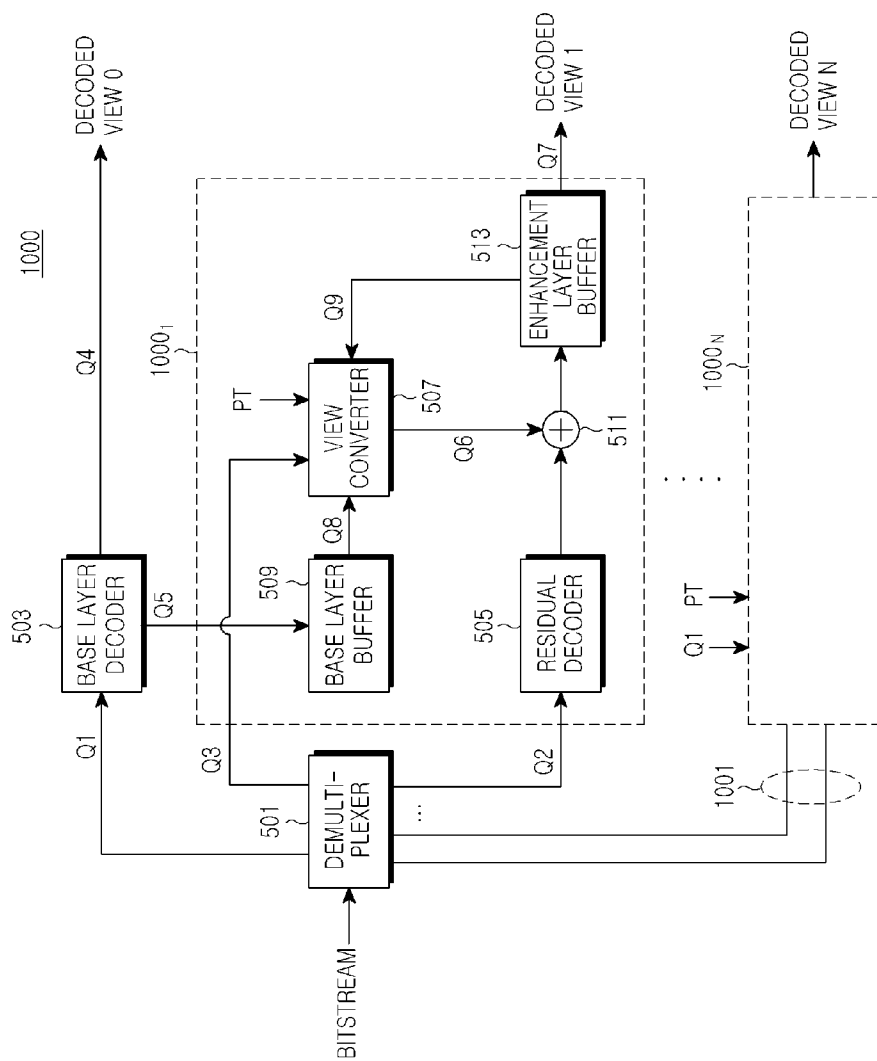 1000
503
BASE LAYER
DECODER
Q4
DECODED
VIEW 0
Q1
Q5
1000₁
Q3
PT
Q9
509
BASE LAYER
BUFFER
Q8
VIEW
CONVERTER
507
513
ENHANCEMENT
LAYER
BUFFER
Q7
DECODED
VIEW 1
Q6
BITSTREAM
501
DEMULTI-
PLEXER
...
Q2
505
RESIDUAL
DECODER
511
. . . .
1001
Q1
PT
1000 N
DECODED
VIEW N